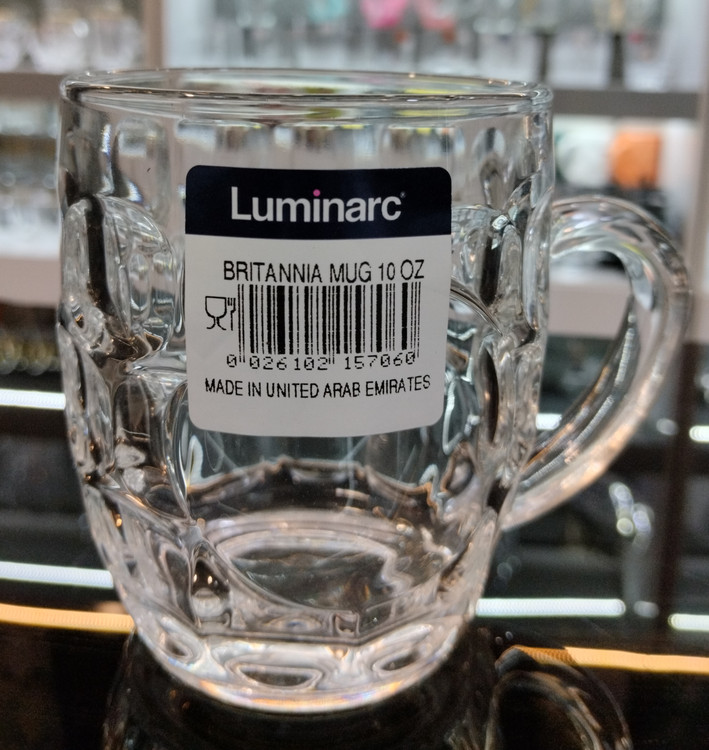 Luminarc®
BRITANNIA MUG 10 OZ
0 026102 157060
MADE IN UNITED ARAB EMIRATES